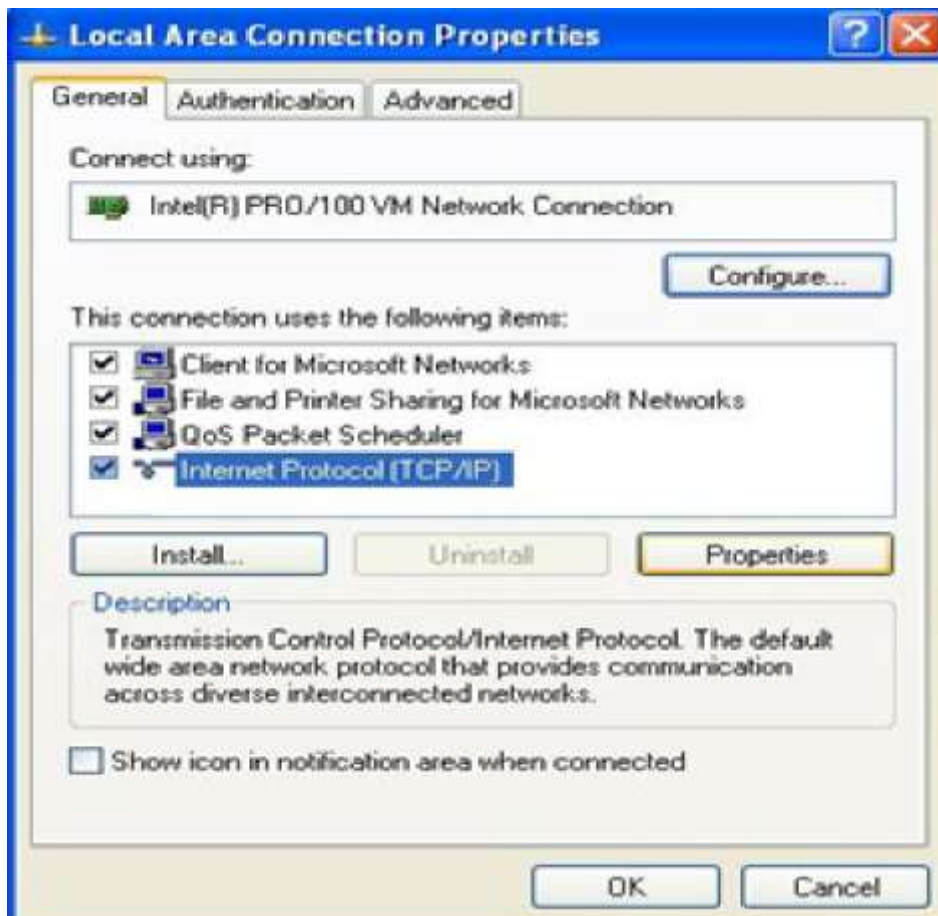 Local Area Connection Properties
General Authentication Advanced
Connect using:
Intel(R) PRO/100 VM Network Connection
Configure...
This connection uses the following items:
Client for Microsoft Networks
File and Printer Sharing for Microsoft Networks
QoS Packet Scheduler
Internet Protocol (TCP/IP)
Install... Uninstall Properties
Description
Transmission Control Protocol/Internet Protocol. The default
wide area network protocol that provides communication
across diverse interconnected networks.
Show icon in notification area when connected
OK Cancel